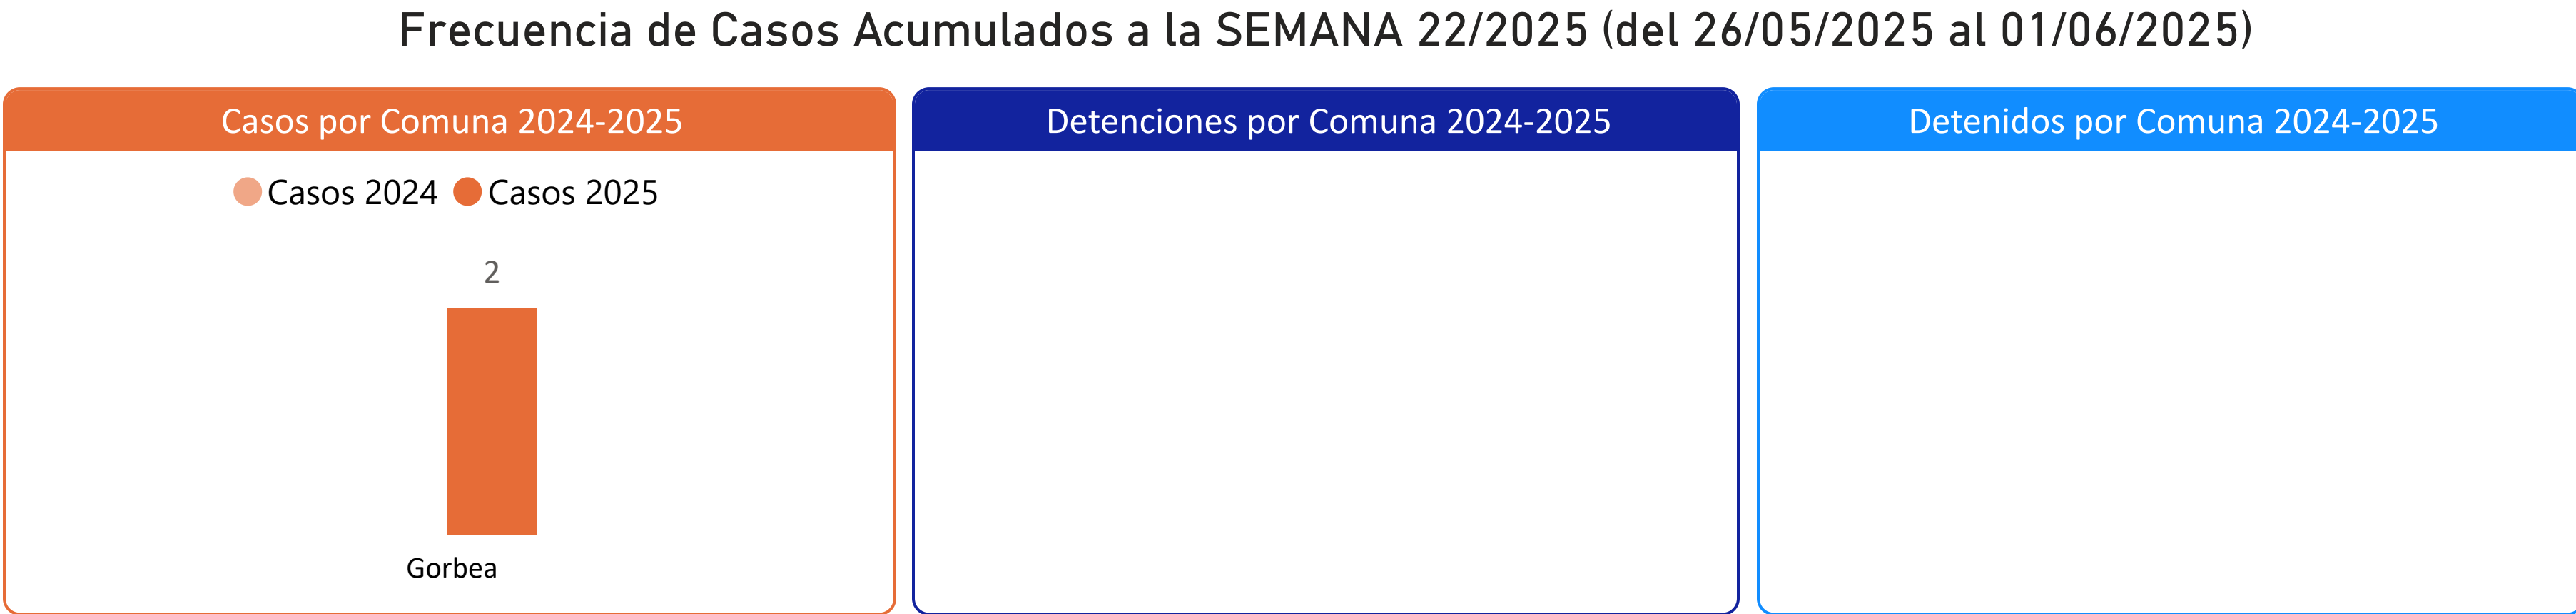 Frecuencia de Casos Acumulados a la SEMANA 22/2025 (del 26/05/2025 al 01/06/2025)
Casos por Comuna 2024-2025
Casos 2024 Casos 2025
2
Gorbea
Detenciones por Comuna 2024-2025
Detenidos por Comuna 2024-2025